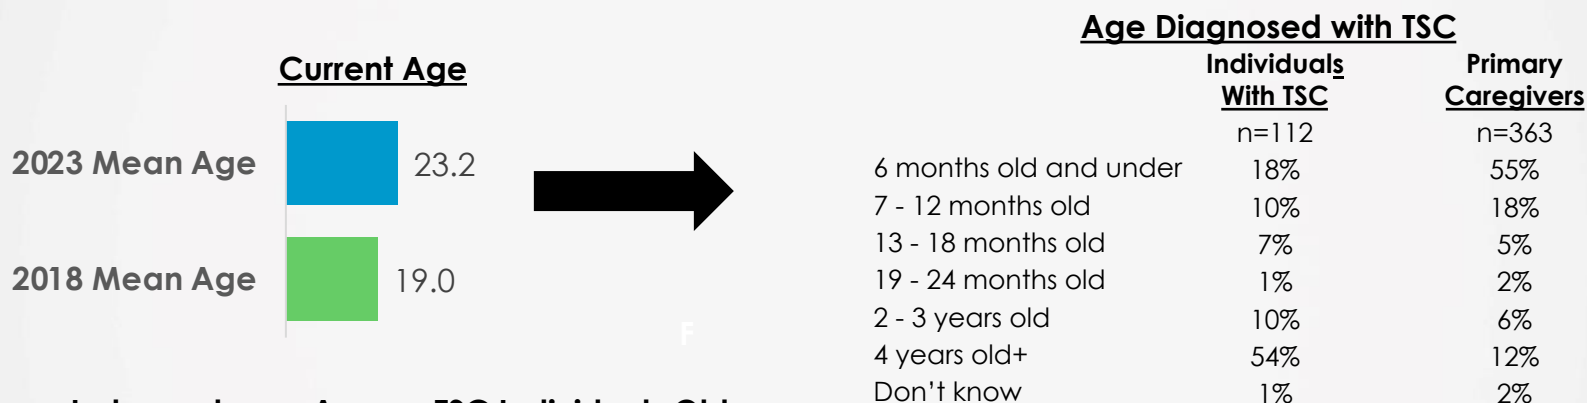 Current Age
2023 Mean Age 23.2
2018 Mean Age 19.0
F
Age Diagnosed with TSC
Individuals Primary
With TSC Caregivers
n=112 n=363
6 months old and under 18% 55%
7 - 12 months old 10% 18%
13 - 18 months old 7% 5%
19 - 24 months old 1% 2%
2 - 3 years old 10% 6%
4 years old+ 54% 12%
Don't know 1% 2%